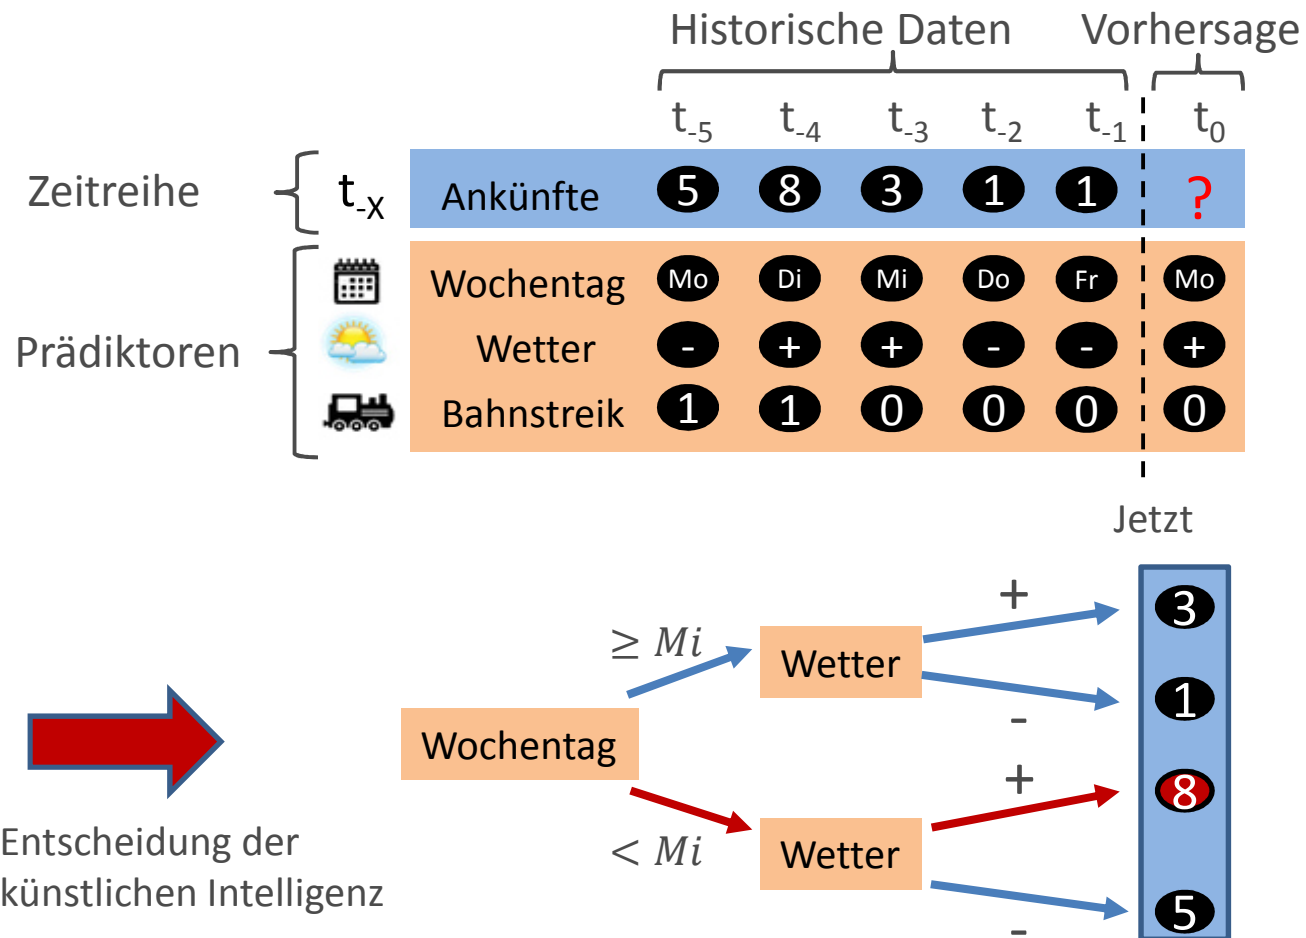 Historische Daten Vorhersage
t-5 t-4 t-3 t-2 t-1 t0
Zeitreihe t-X Ankünfte 5 8 3 1 1 ?
Wochentag Mo Di Mi Do Fr Mo
Prädiktoren Wetter - + + - - +
Bahnstreik 1 1 0 0 0 0
Jetzt
+ 3
≥ Mi Wetter
- 1
Wochentag
+ 8
< Mi Wetter
- 5
Entscheidung der
künstlichen Intelligenz